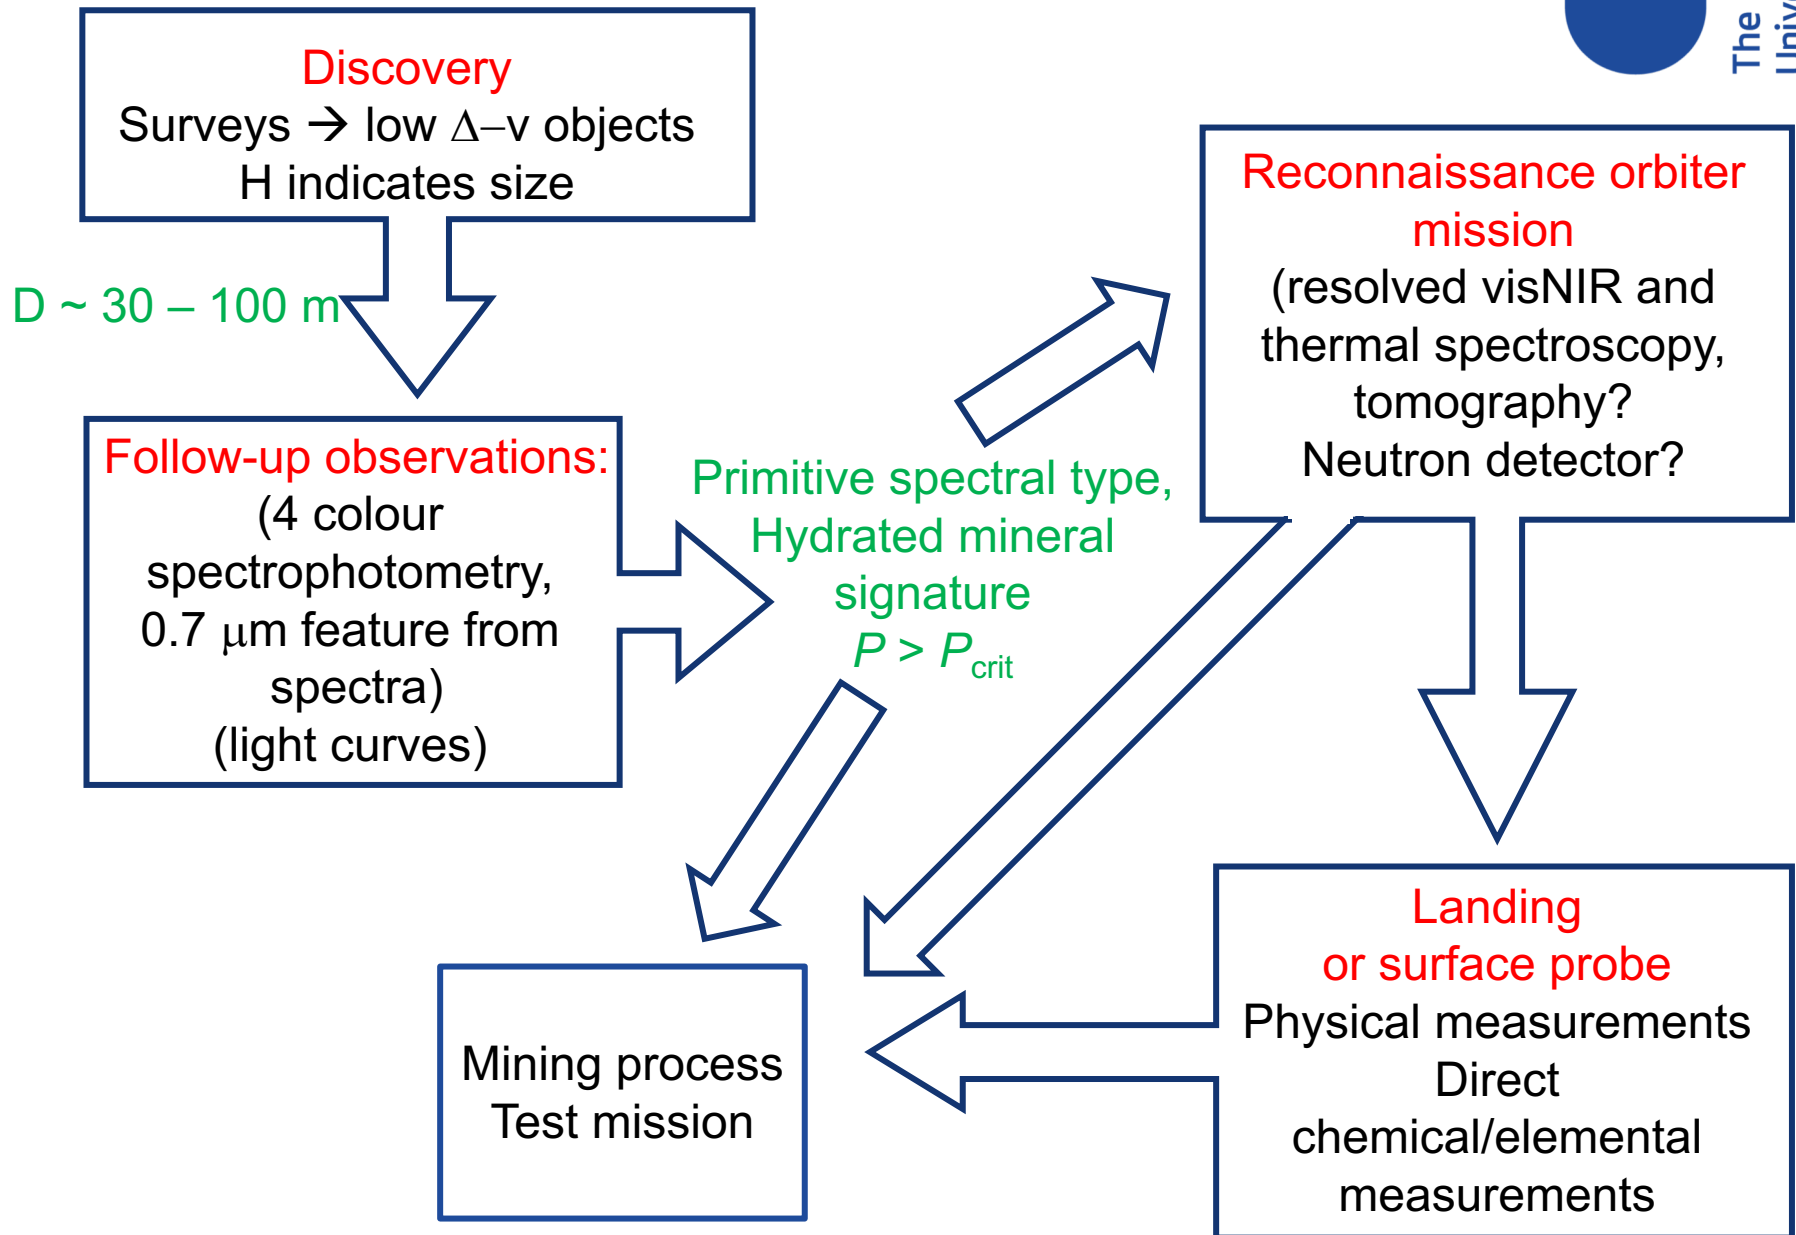 Discovery
Surveys → low Δ–v objects
H indicates size
D ~ 30 – 100 m
Follow-up observations:
(4 colour
spectrophotometry,
0.7 μm feature from
spectra)
(light curves)
Primitive spectral type,
Hydrated mineral
signature
P > Pcrit
Reconnaissance orbiter
mission
(resolved visNIR and
thermal spectroscopy,
tomography?
Neutron detector?
Landing
or surface probe
Physical measurements
Direct
chemical/elemental
measurements
Mining process
Test mission
The